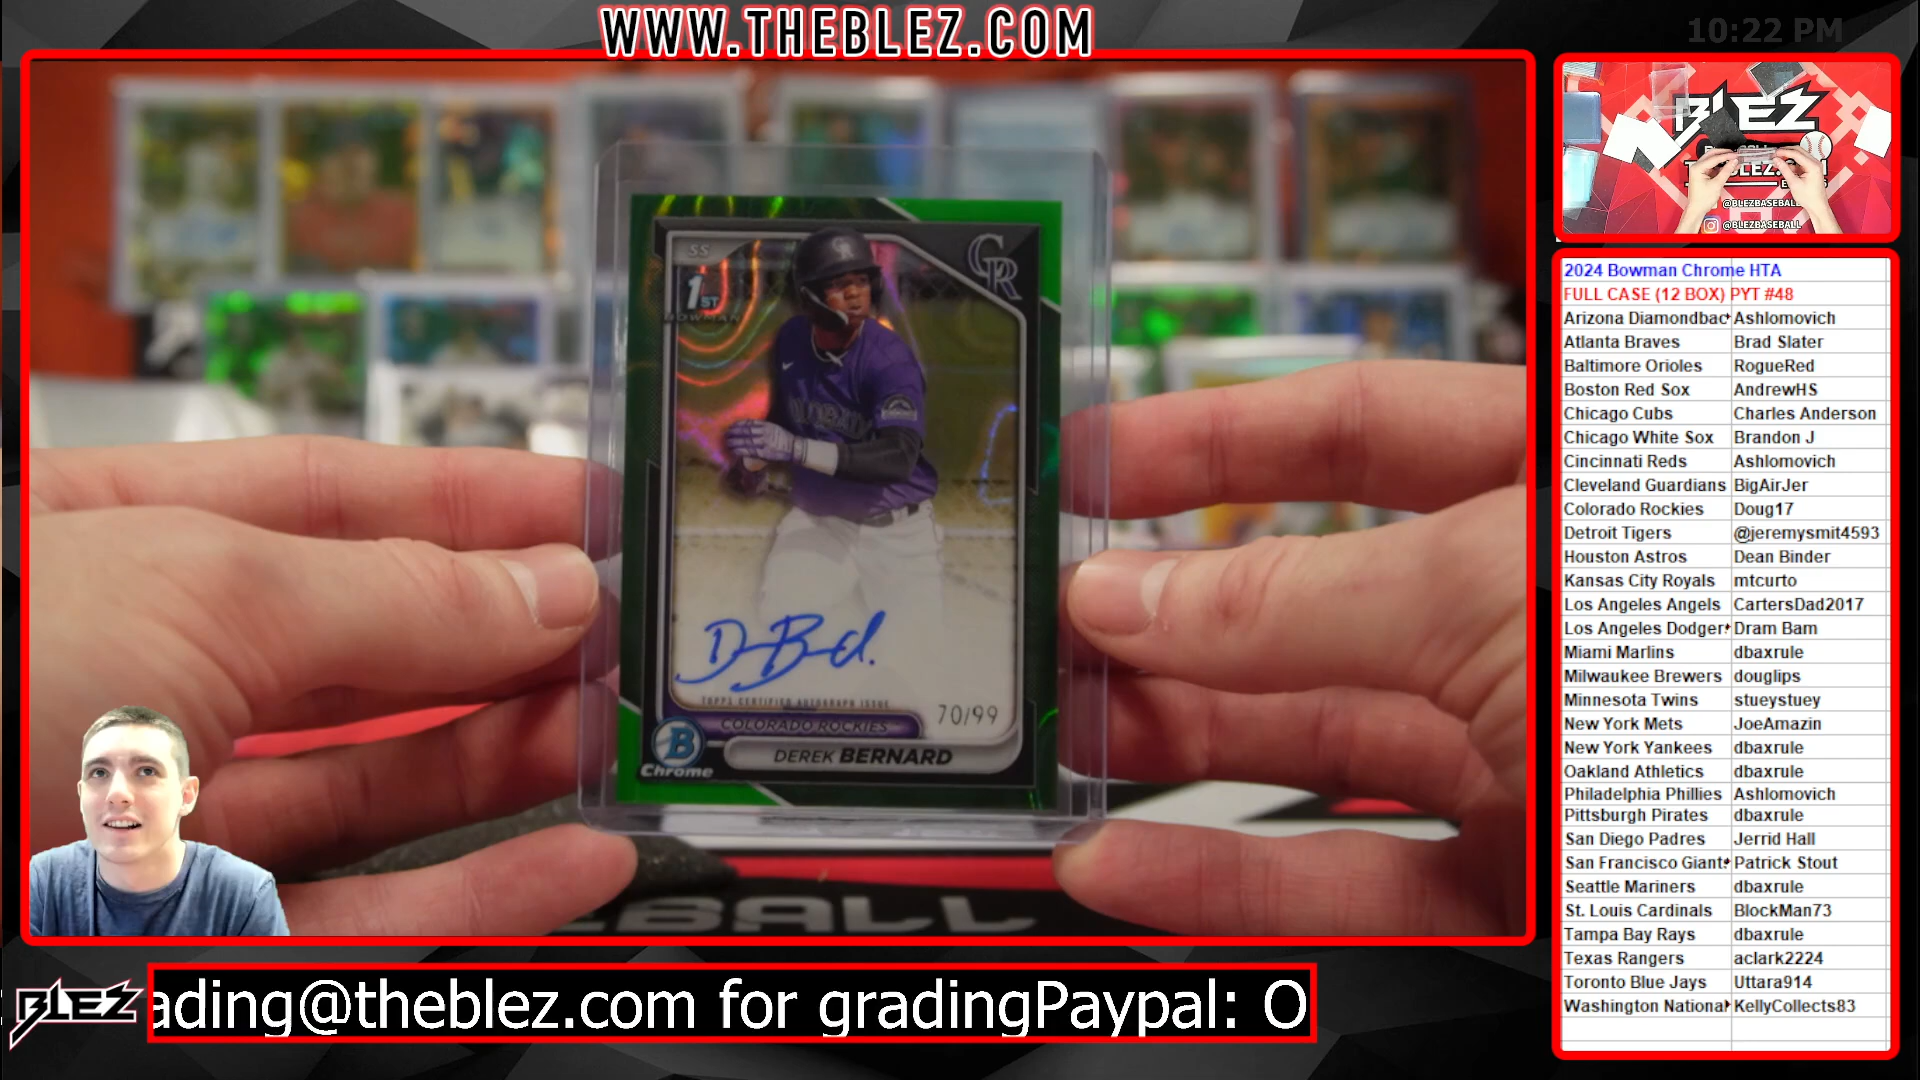 WWW.THEBLEZ.COM
10:22 PM
SS
1ST
BOWMAN
CR
TOPPS CERTIFIED AUTOGRAPH ISSUE
COLORADO ROCKIES
70/99
DEREK BERNARD
B
Chrome
BLEZ
@BLEZBASEBALL
@BLEZBASEBALL
2024 Bowman Chrome HTA
FULL CASE (12 BOX) PYT #48
Arizona Diamondbac Ashlomovich
Atlanta Braves Brad Slater
Baltimore Orioles RogueRed
Boston Red Sox AndrewHS
Chicago Cubs Charles Anderson
Chicago White Sox Brandon J
Cincinnati Reds Ashlomovich
Cleveland Guardians BigAirJer
Colorado Rockies Doug17
Detroit Tigers @jeremysmit4593
Houston Astros Dean Binder
Kansas City Royals mtcurto
Los Angeles Angels CartersDad2017
Los Angeles Dodger Dram Bam
Miami Marlins dbaxrule
Milwaukee Brewers douglips
Minnesota Twins stueystuey
New York Mets JoeAmazin
New York Yankees dbaxrule
Oakland Athletics dbaxrule
Philadelphia Phillies Ashlomovich
Pittsburgh Pirates dbaxrule
San Diego Padres Jerrid Hall
San Francisco Giant Patrick Stout
Seattle Mariners dbaxrule
St. Louis Cardinals BlockMan73
Tampa Bay Rays dbaxrule
Texas Rangers aclark2224
Toronto Blue Jays Uttara914
Washington National KellyCollects83
BLEZ
ading@theblez.com for gradingPaypal: O